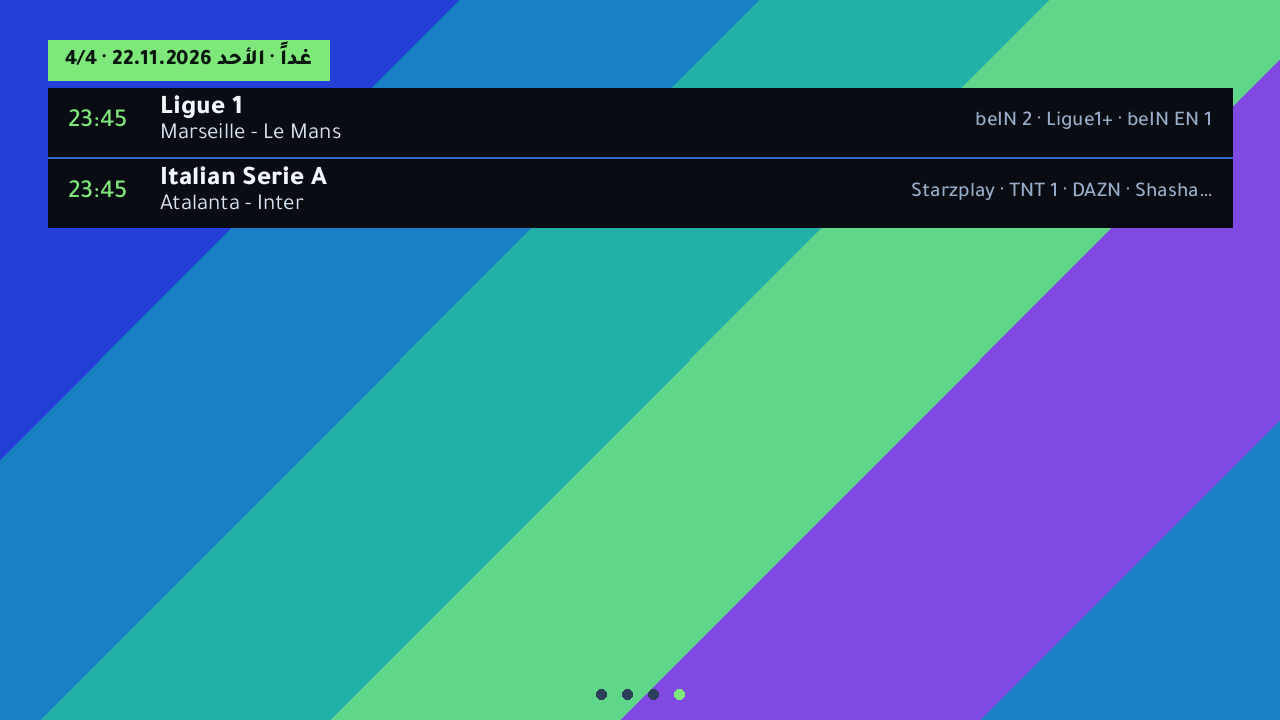 غداً · الأحد 22.11.2026 · 4/4
23:45
Ligue 1
Marseille - Le Mans
beIN 2 · Ligue1+ · beIN EN 1
23:45
Italian Serie A
Atalanta - Inter
Starzplay · TNT 1 · DAZN · Shasha…